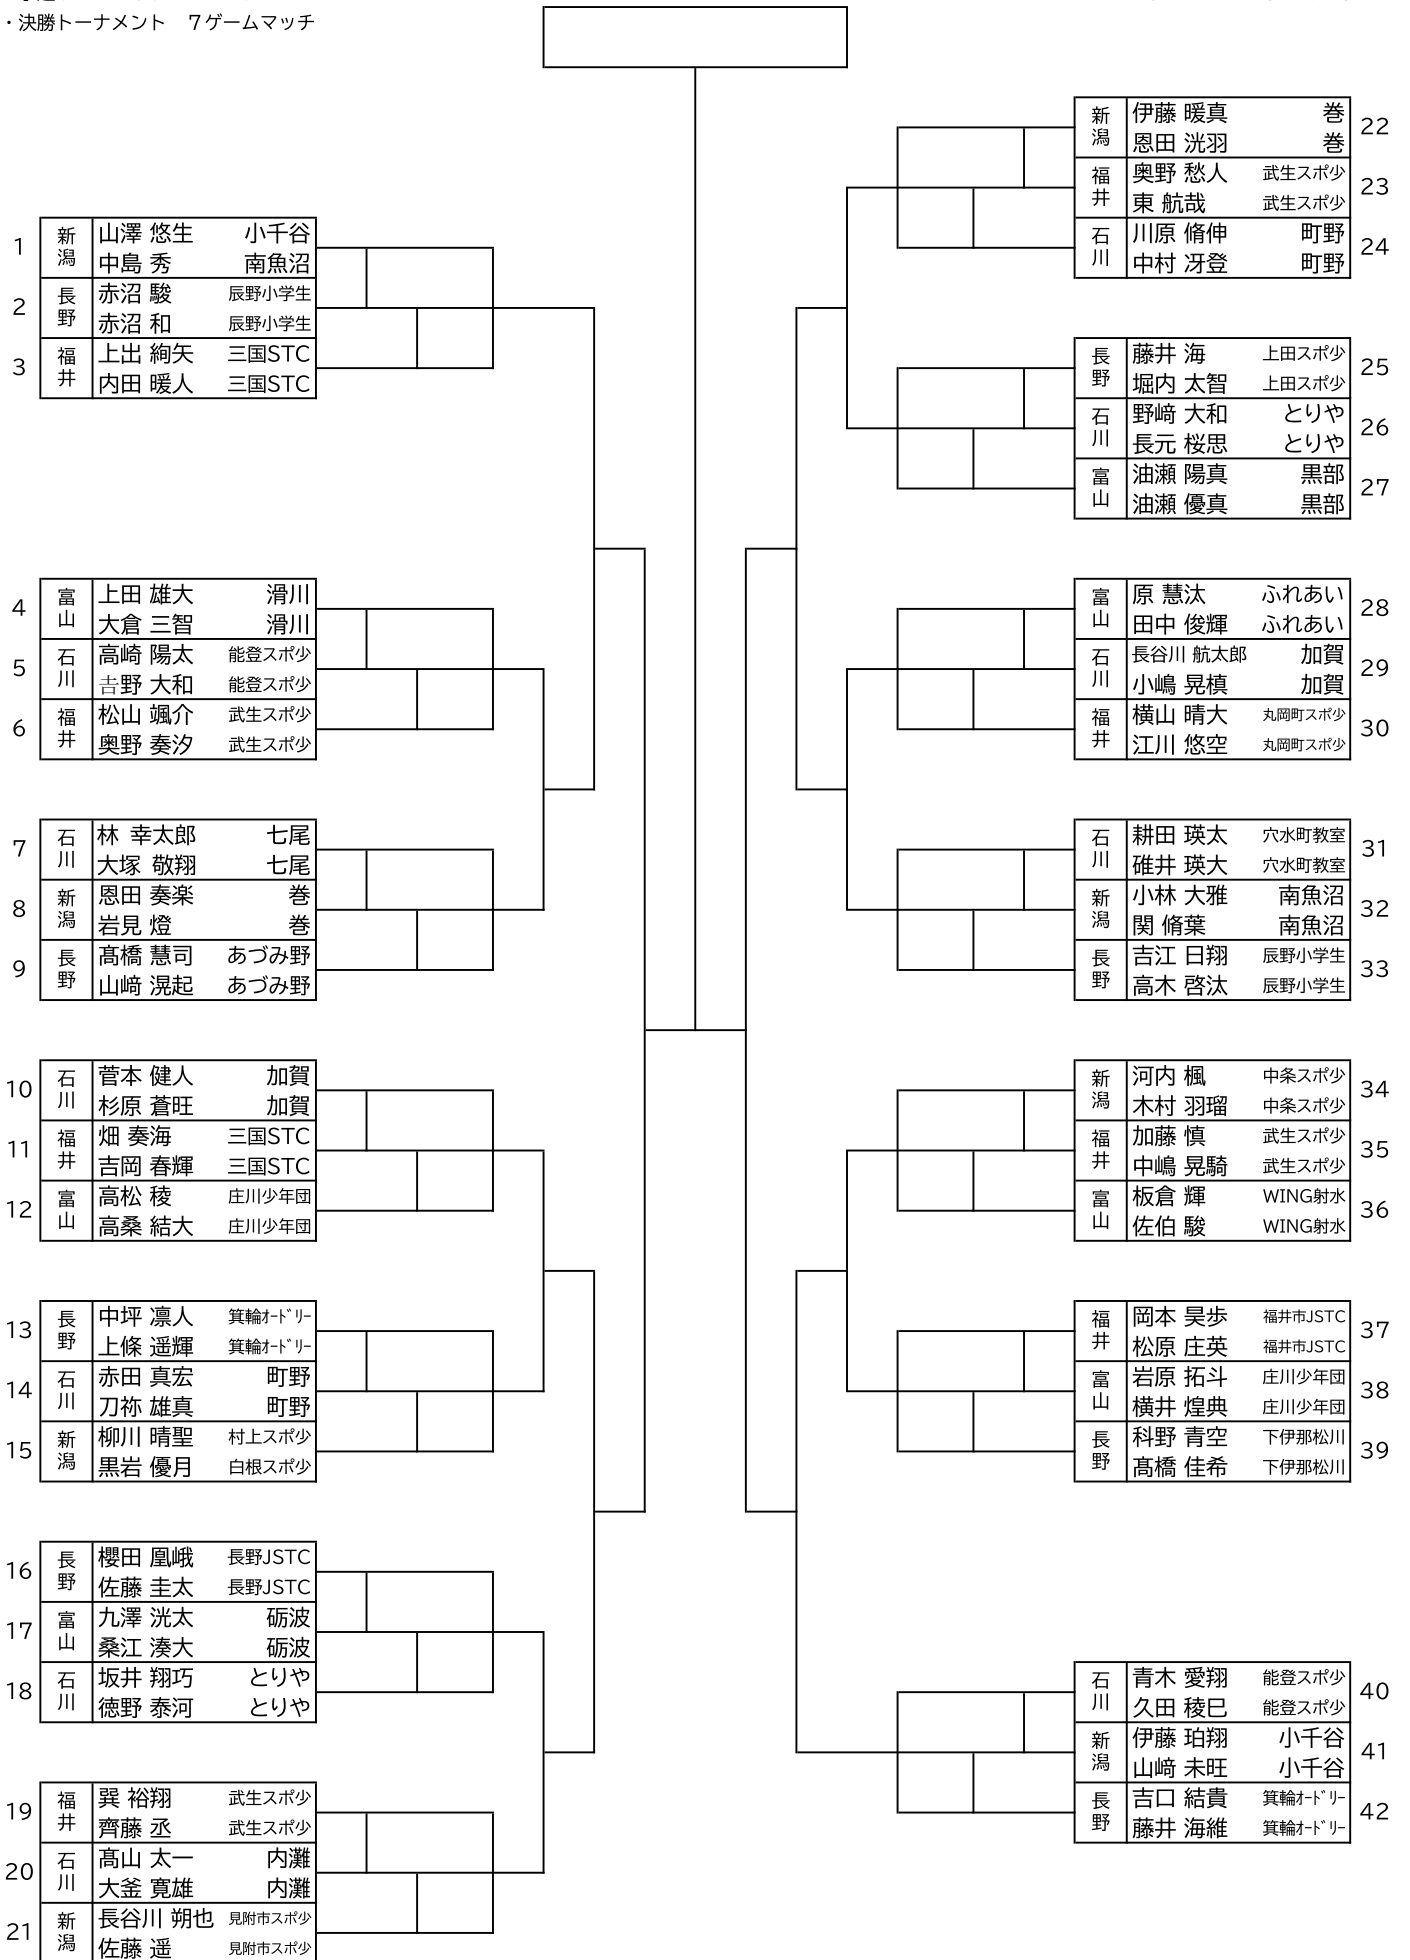 ・決勝トーナメント　7ゲームマッチ
1 新潟 山澤 悠生 小千谷
中島 秀 南魚沼
2 長野 赤沼 駿 辰野小学生
赤沼 和 辰野小学生
3 福井 上出 絢矢 三国STC
内田 暖人 三国STC
4 富山 上田 雄大 滑川
大倉 三智 滑川
5 石川 高崎 陽太 能登スポ少
𠮷野 大和 能登スポ少
6 福井 松山 颯介 武生スポ少
奥野 奏汐 武生スポ少
7 石川 林 幸太郎 七尾
大塚 敬翔 七尾
8 新潟 恩田 奏楽 巻
岩見 燈 巻
9 長野 髙橋 慧司 あづみ野
山﨑 滉起 あづみ野
10 石川 菅本 健人 加賀
杉原 蒼旺 加賀
11 福井 畑 奏海 三国STC
吉岡 春輝 三国STC
12 富山 高松 稜 庄川少年団
高桑 結大 庄川少年団
13 長野 中坪 凛人 箕輪ｵｰﾄﾞﾘｰ
上條 遥輝 箕輪ｵｰﾄﾞﾘｰ
14 石川 赤田 真宏 町野
刀祢 雄真 町野
15 新潟 柳川 晴聖 村上スポ少
黒岩 優月 白根スポ少
16 長野 櫻田 凰峨 長野JSTC
佐藤 圭太 長野JSTC
17 富山 九澤 洸太 砺波
桑江 湊大 砺波
18 石川 坂井 翔巧 とりや
徳野 泰河 とりや
19 福井 巽 裕翔 武生スポ少
齊藤 丞 武生スポ少
20 石川 髙山 太一 内灘
大釜 寛雄 内灘
21 新潟 長谷川 朔也 見附市スポ少
佐藤 遥 見附市スポ少
新潟 伊藤 暖真 巻 22
恩田 洸羽 巻
福井 奥野 愁人 武生スポ少 23
東 航哉 武生スポ少
石川 川原 脩伸 町野 24
中村 冴登 町野
長野 藤井 海 上田スポ少 25
堀内 太智 上田スポ少
石川 野﨑 大和 とりや 26
長元 桜思 とりや
富山 油瀬 陽真 黒部 27
油瀬 優真 黒部
富山 原 慧汰 ふれあい 28
田中 俊輝 ふれあい
石川 長谷川 航太郎 加賀 29
小嶋 晃槙 加賀
福井 横山 晴大 丸岡町スポ少 30
江川 悠空 丸岡町スポ少
石川 耕田 瑛太 穴水町教室 31
碓井 瑛大 穴水町教室
新潟 小林 大雅 南魚沼 32
関 脩葉 南魚沼
長野 吉江 日翔 辰野小学生 33
高木 啓汰 辰野小学生
新潟 河内 楓 中条スポ少 34
木村 羽瑠 中条スポ少
福井 加藤 慎 武生スポ少 35
中嶋 晃騎 武生スポ少
富山 板倉 輝 WING射水 36
佐伯 駿 WING射水
福井 岡本 昊歩 福井市JSTC 37
松原 庄英 福井市JSTC
富山 岩原 拓斗 庄川少年団 38
横井 煌典 庄川少年団
長野 科野 青空 下伊那松川 39
髙橋 佳希 下伊那松川
石川 青木 愛翔 能登スポ少 40
久田 稜巳 能登スポ少
新潟 伊藤 珀翔 小千谷 41
山﨑 未旺 小千谷
長野 吉口 結貴 箕輪ｵｰﾄﾞﾘｰ 42
藤井 海維 箕輪ｵｰﾄﾞﾘｰ